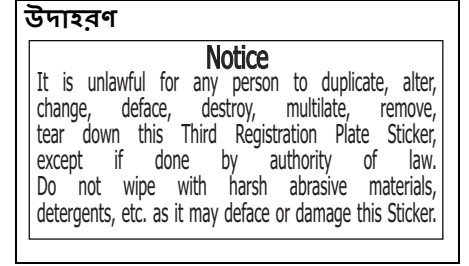 উদাহরণ
Notice
It is unlawful for any person to duplicate, alter,
change, deface, destroy, multilate, remove,
tear down this Third Registration Plate Sticker,
except if done by authority of law.
Do not wipe with harsh abrasive materials,
detergents, etc. as it may deface or damage this Sticker.